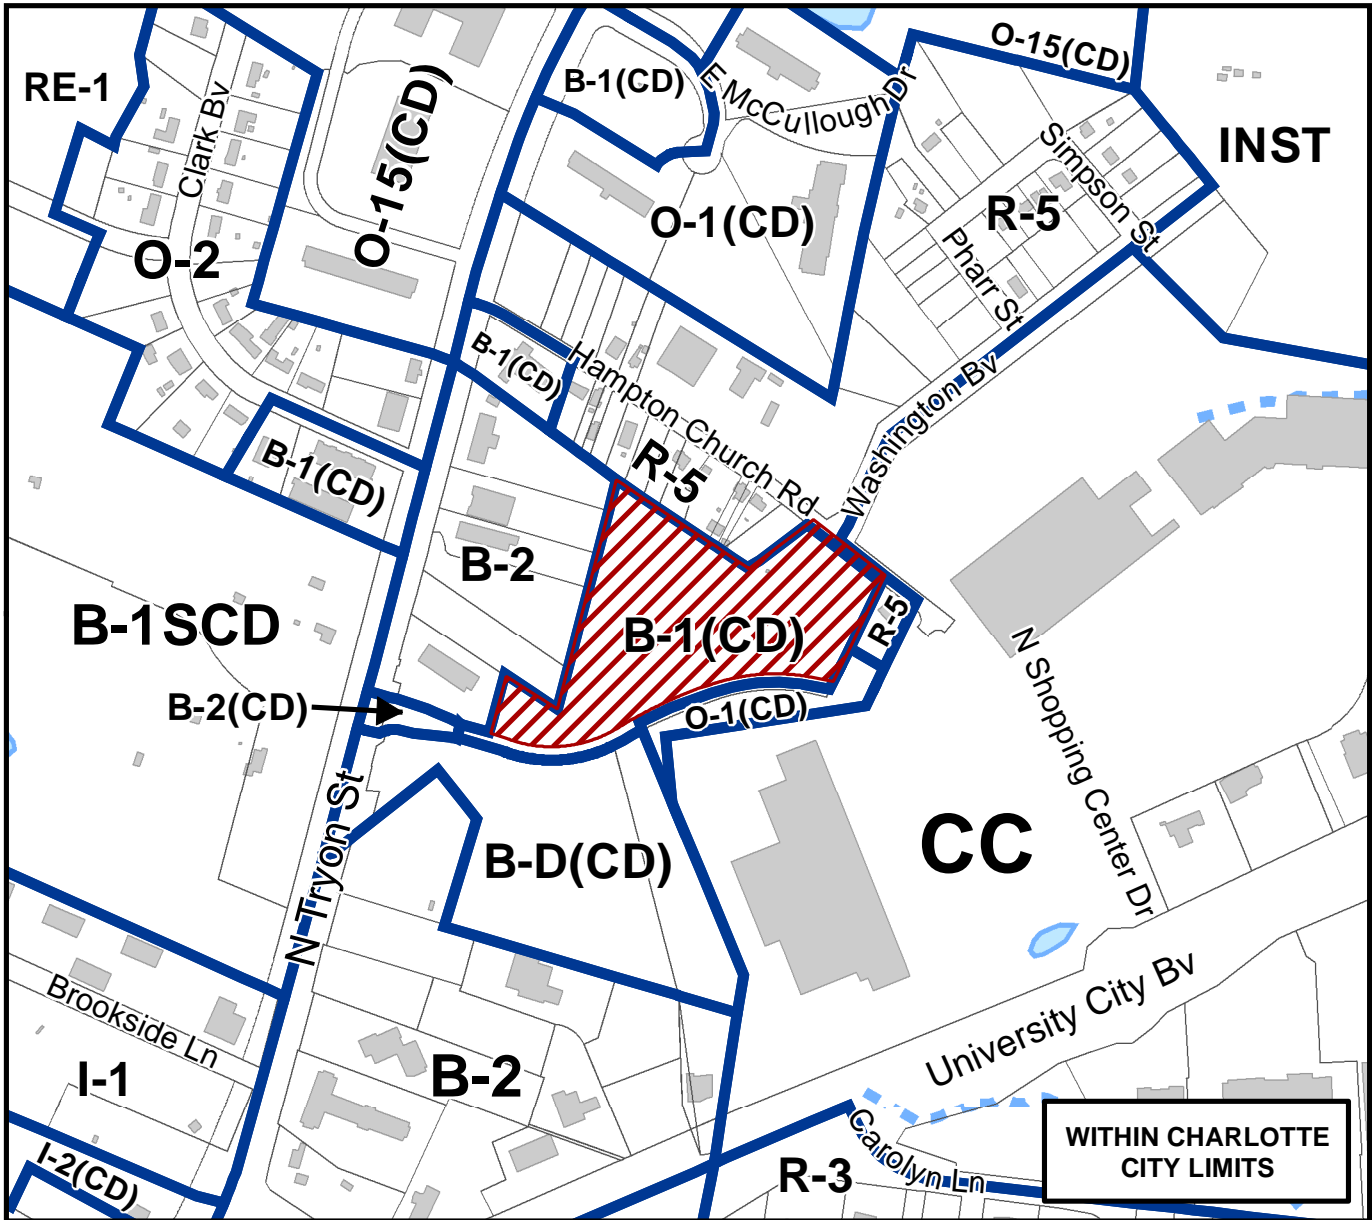 O-15(CD)
B-1(CD)
RE-1
E McCullough Dr
Clark Bv
O-15(CD)
Simpson St
INST
O-1(CD)
R-5
O-2
Pharr St
B-1(CD)
Hampton Church Rd
Washington Bv
B-1(CD)
R-5
B-2
B-1SCD
B-1(CD)
R-5
N Shopping Center Dr
B-2(CD)
O-1(CD)
N Tryon St
CC
B-D(CD)
University City Bv
Brookside Ln
I-1
B-2
Carolyn Ln
WITHIN CHARLOTTE
CITY LIMITS
I-2(CD)
R-3